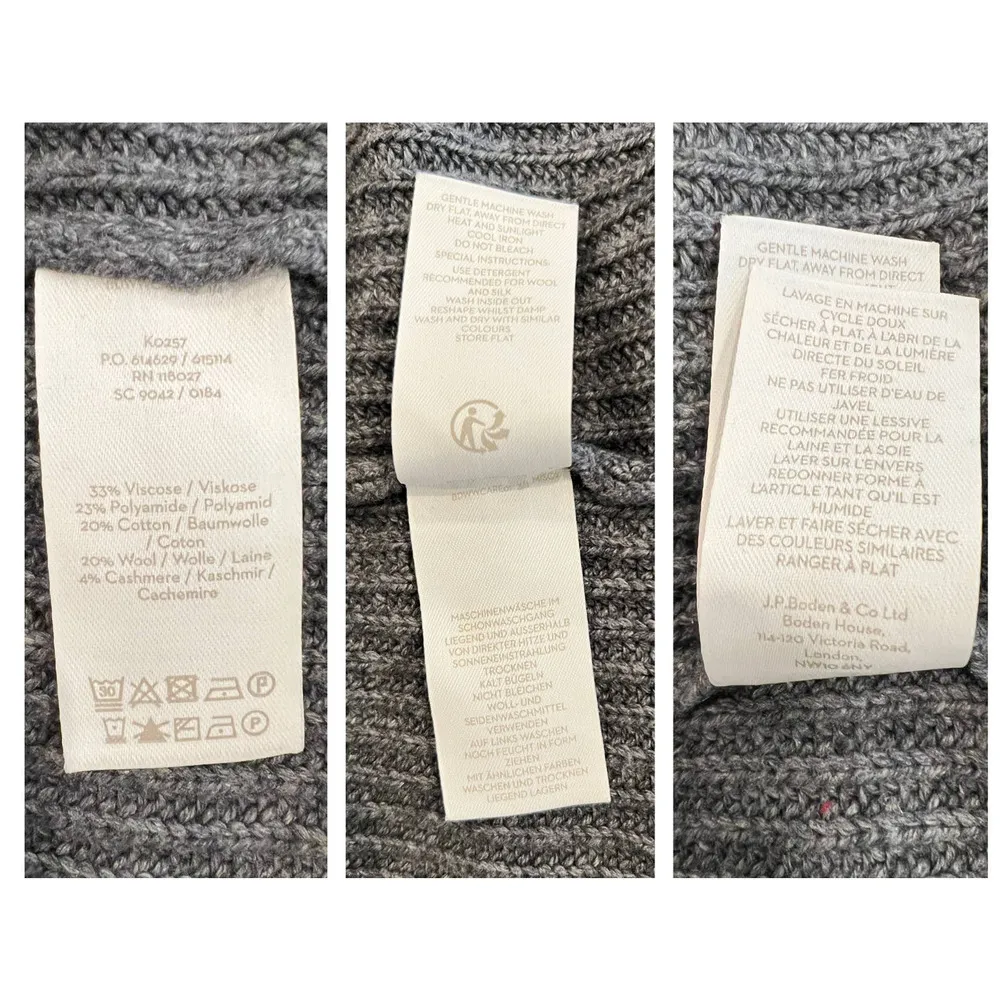 K0257
P.O. 614629 / 615114
RN 118027
SC 9042 / 0184
33% Viscose / Viskose
23% Polyamide / Polyamid
20% Cotton / Baumwolle
/ Coton
20% Wool / Wolle / Laine
4% Cashmere / Kaschmir /
Cachemire
30
P
P
GENTLE MACHINE WASH
DRY FLAT, AWAY FROM DIRECT
HEAT AND SUNLIGHT
COOL IRON
DO NOT BLEACH
SPECIAL INSTRUCTIONS:
USE DETERGENT
RECOMMENDED FOR WOOL
AND SILK
WASH INSIDE OUT
RESHAPE WHILST DAMP
WASH AND DRY WITH SIMILAR
COLOURS
STORE FLAT
MASCHINENWÄSCHE IM
SCHONWASCHGANG
LIEGEND UND AUSSERHALB
VON DIREKTER HITZE UND
SONNENEINSTRAHLUNG
TROCKNEN
KALT BÜGELN
NICHT BLEICHEN
WOLL- UND
SEIDENWASCHMITTEL
VERWENDEN
AUF LINKS WASCHEN
NOCH FEUCHT IN FORM
ZIEHEN
MIT ÄHNLICHEN FARBEN
WASCHEN UND TROCKNEN
LIEGEND LAGERN
GENTLE MACHINE WASH
DRY FLAT, AWAY FROM DIRECT
LAVAGE EN MACHINE SUR
CYCLE DOUX
SÉCHER À PLAT, À L'ABRI DE LA
CHALEUR ET DE LA LUMIÈRE
DIRECTE DU SOLEIL
FER FROID
NE PAS UTILISER D'EAU DE
JAVEL
UTILISER UNE LESSIVE
RECOMMANDÉE POUR LA
LAINE ET LA SOIE
LAVER SUR L'ENVERS
REDONNER FORME À
L'ARTICLE TANT QU'IL EST
HUMIDE
LAVER ET FAIRE SÉCHER AVEC
DES COULEURS SIMILAIRES
RANGER À PLAT
J.P.Boden & Co Ltd
Boden House,
114-120 Victoria Road,
London,
NW10 6NY